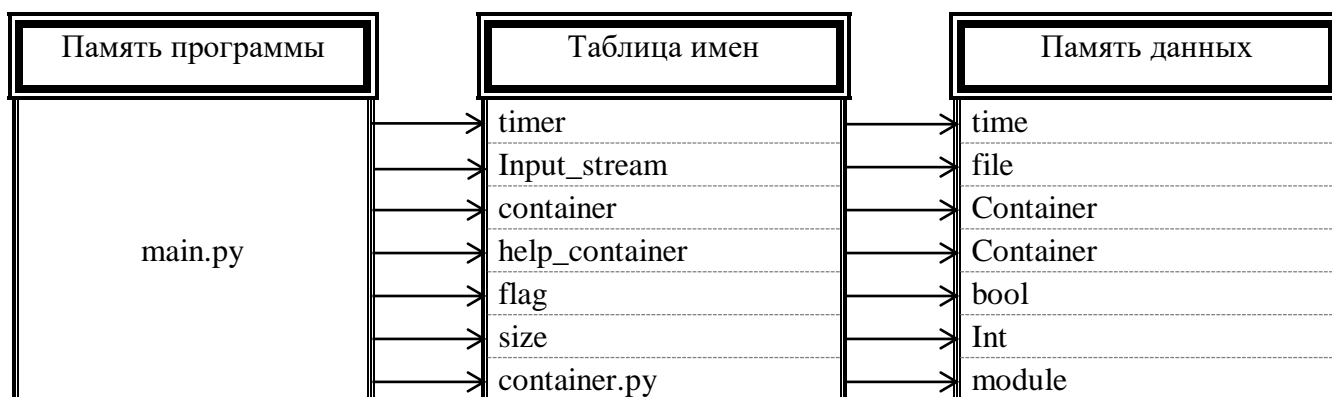 Память программы Таблица имен Память данных
timer time
Input_stream file
container Container
main.py help_container Container
flag bool
size Int
container.py module